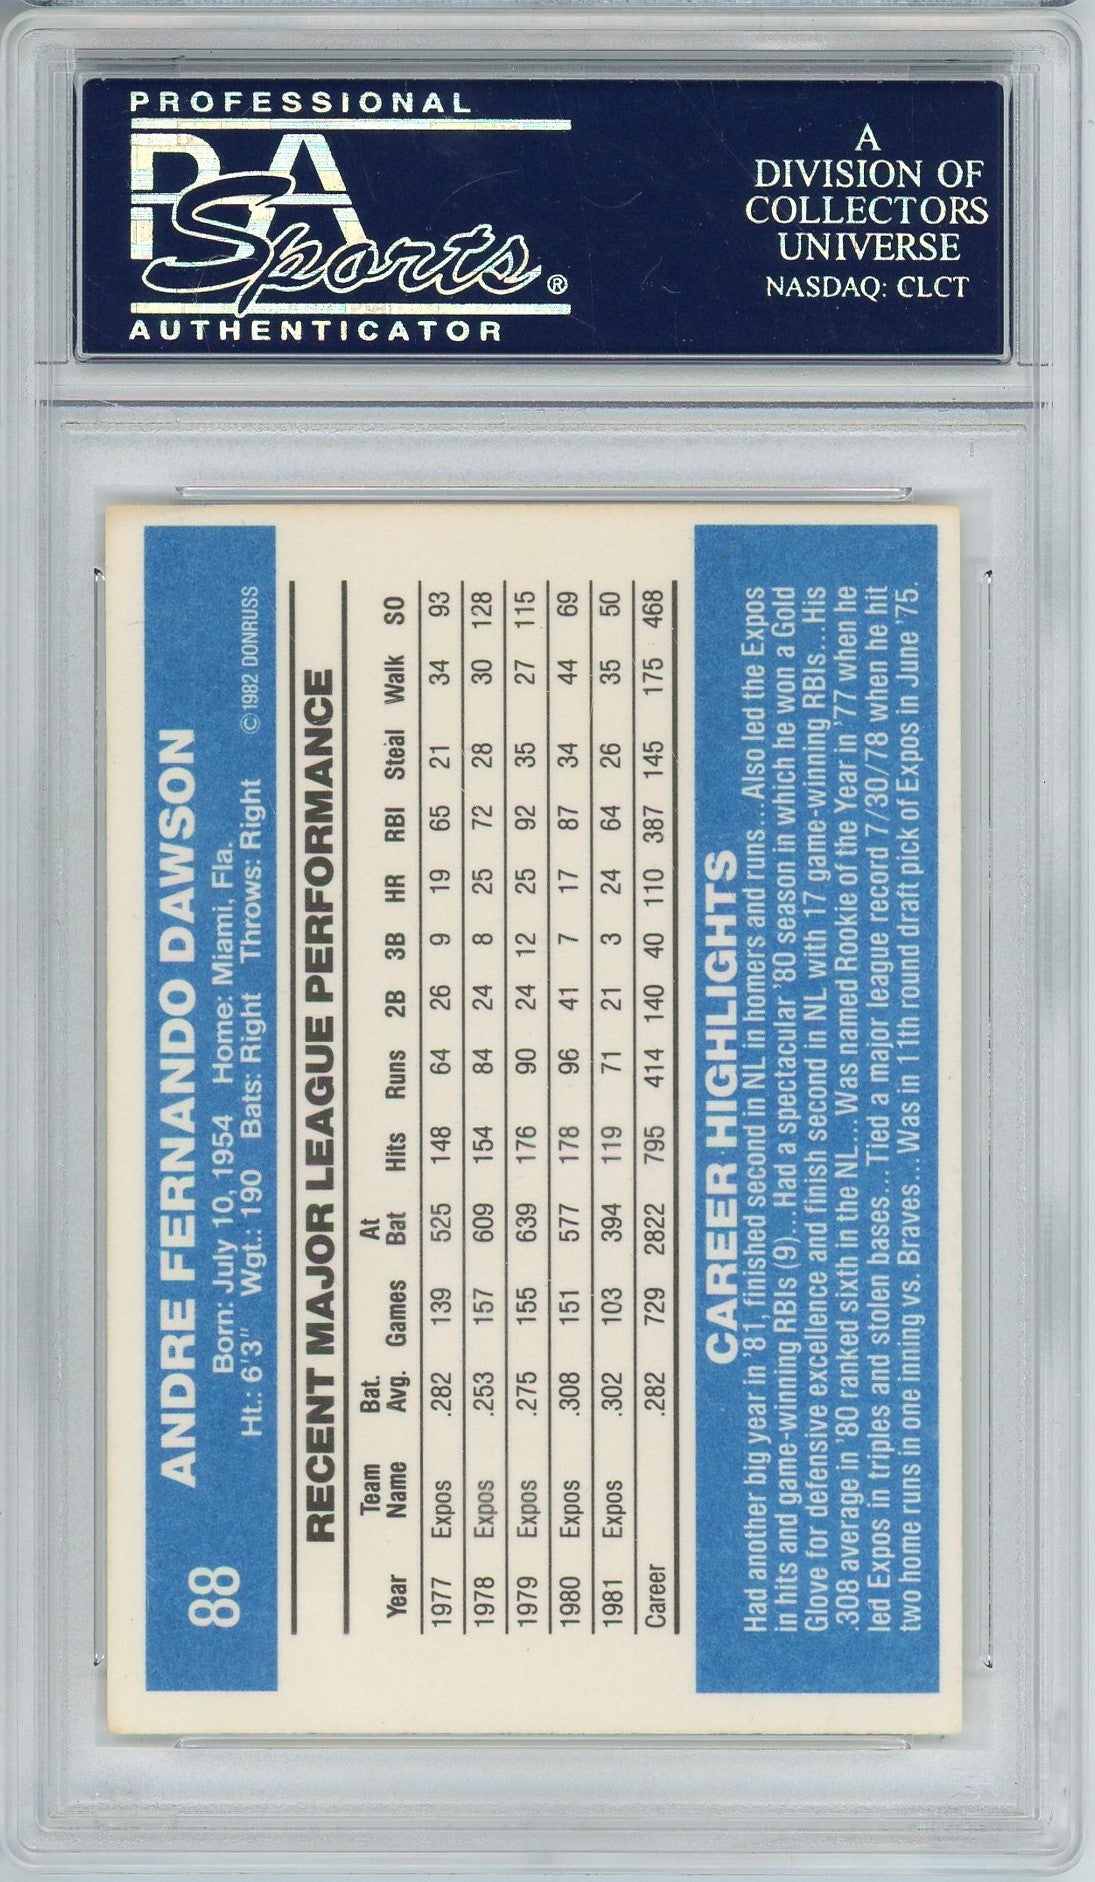 PROFESSIONAL
PSA
Sports®
AUTHENTICATOR
A
DIVISION OF
COLLECTORS
UNIVERSE
NASDAQ: CLCT
88 ANDRE FERNANDO DAWSON
Born: July 10, 1954 Home: Miami, Fla.
Ht.: 6'3" Wgt.: 190 Bats: Right Throws: Right © 1982 DONRUSS
RECENT MAJOR LEAGUE PERFORMANCE
Team Bat. At
Year Name Avg. Games Bat Hits Runs 2B 3B HR RBI Steal Walk SO
1977 Expos .282 139 525 148 64 26 9 19 65 21 34 93
1978 Expos .253 157 609 154 84 24 8 25 72 28 30 128
1979 Expos .275 155 639 176 90 24 12 25 92 35 27 115
1980 Expos .308 151 577 178 96 41 7 17 87 34 44 69
1981 Expos .302 103 394 119 71 21 3 24 64 26 35 50
Career .282 729 2822 795 414 140 40 110 387 145 175 468
CAREER HIGHLIGHTS
Had another big year in '81, finished second in NL in homers and runs...Also led the Expos
in hits and game-winning RBIs (9)...Had a spectacular '80 season in which he won a Gold
Glove for defensive excellence and finish second in NL with 17 game-winning RBIs...His
.308 average in '80 ranked sixth in the NL...Was named Rookie of the Year in '77 when he
led Expos in triples and stolen bases...Tied a major league record 7/30/78 when he hit
two home runs in one inning vs. Braves...Was in 11th round draft pick of Expos in June '75.